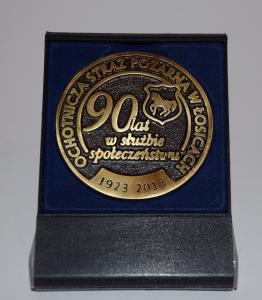 OCHOTNICZA STRAŻ POŻARNA W ŁOSICACH
90 lat
w służbie
społeczeństwu
1923 2013